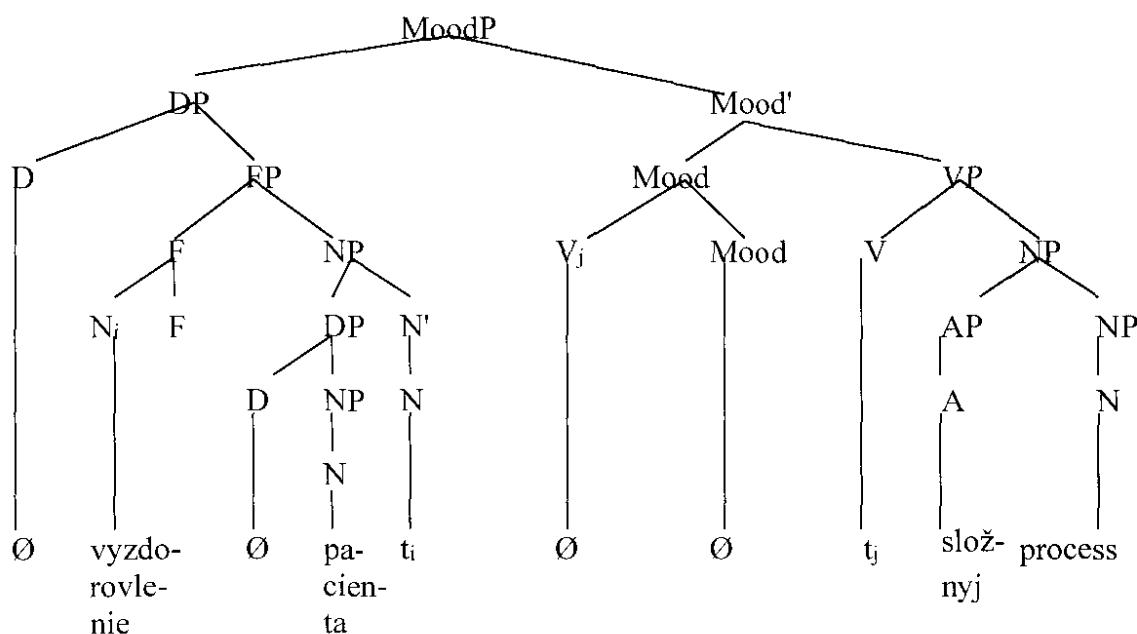 MoodP
DP Mood'
D FP Mood VP
F NP Vⱼ Mood V NP
Nᵢ F DP N' AP NP
D NP N A N
N
Ø vyzdo- Ø pa- tᵢ Ø Ø tⱼ slož- process
rovle- cien- nyj
nie ta